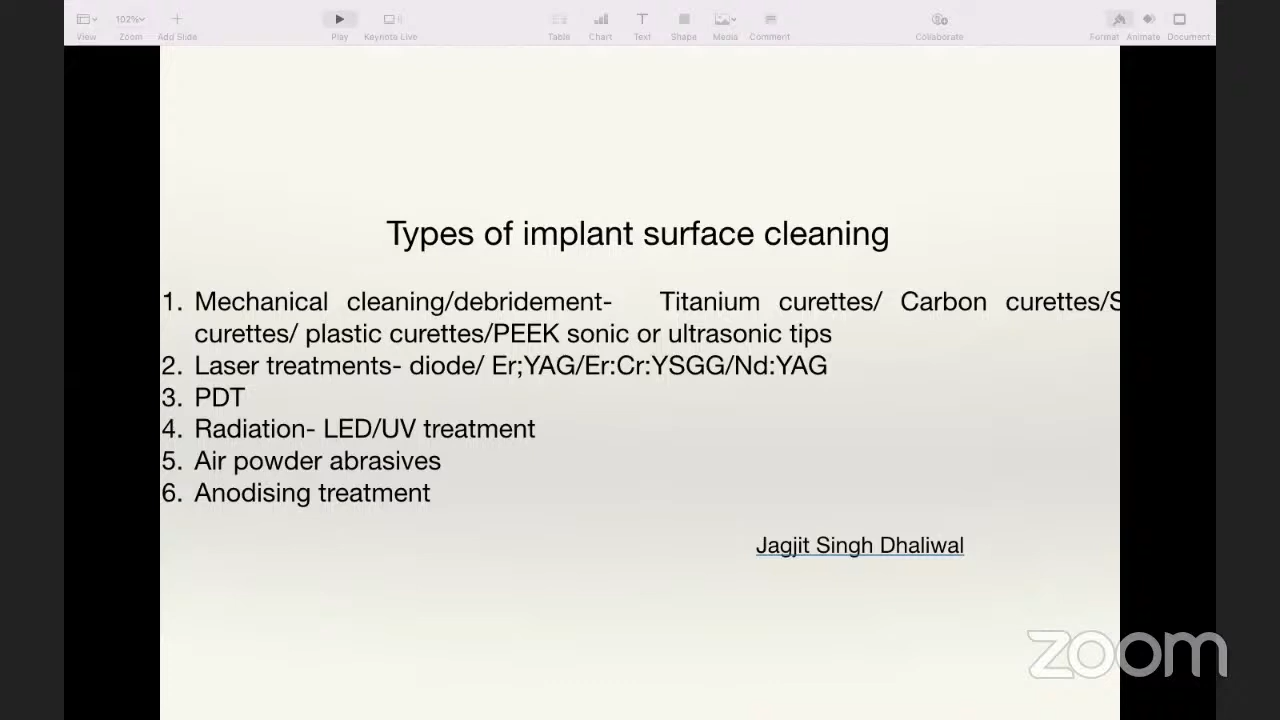 View
102%
Zoom
Add Slide
Play
Keynote Live
Table
Chart
Text
Shape
Media
Comment
Collaborate
Format
Animate
Document
Types of implant surface cleaning
1. Mechanical cleaning/debridement- Titanium curettes/ Carbon curettes/S
curettes/ plastic curettes/PEEK sonic or ultrasonic tips
2. Laser treatments- diode/ Er;YAG/Er:Cr:YSGG/Nd:YAG
3. PDT
4. Radiation- LED/UV treatment
5. Air powder abrasives
6. Anodising treatment
Jagjit Singh Dhaliwal
zoom